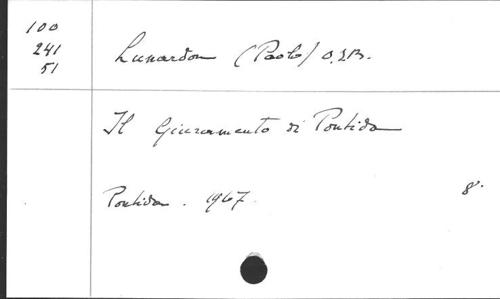 100
241
51
Lunardon (Paolo) O.S.B.
Il Giuramento di Pontida
Pontida. 1967. 8°.